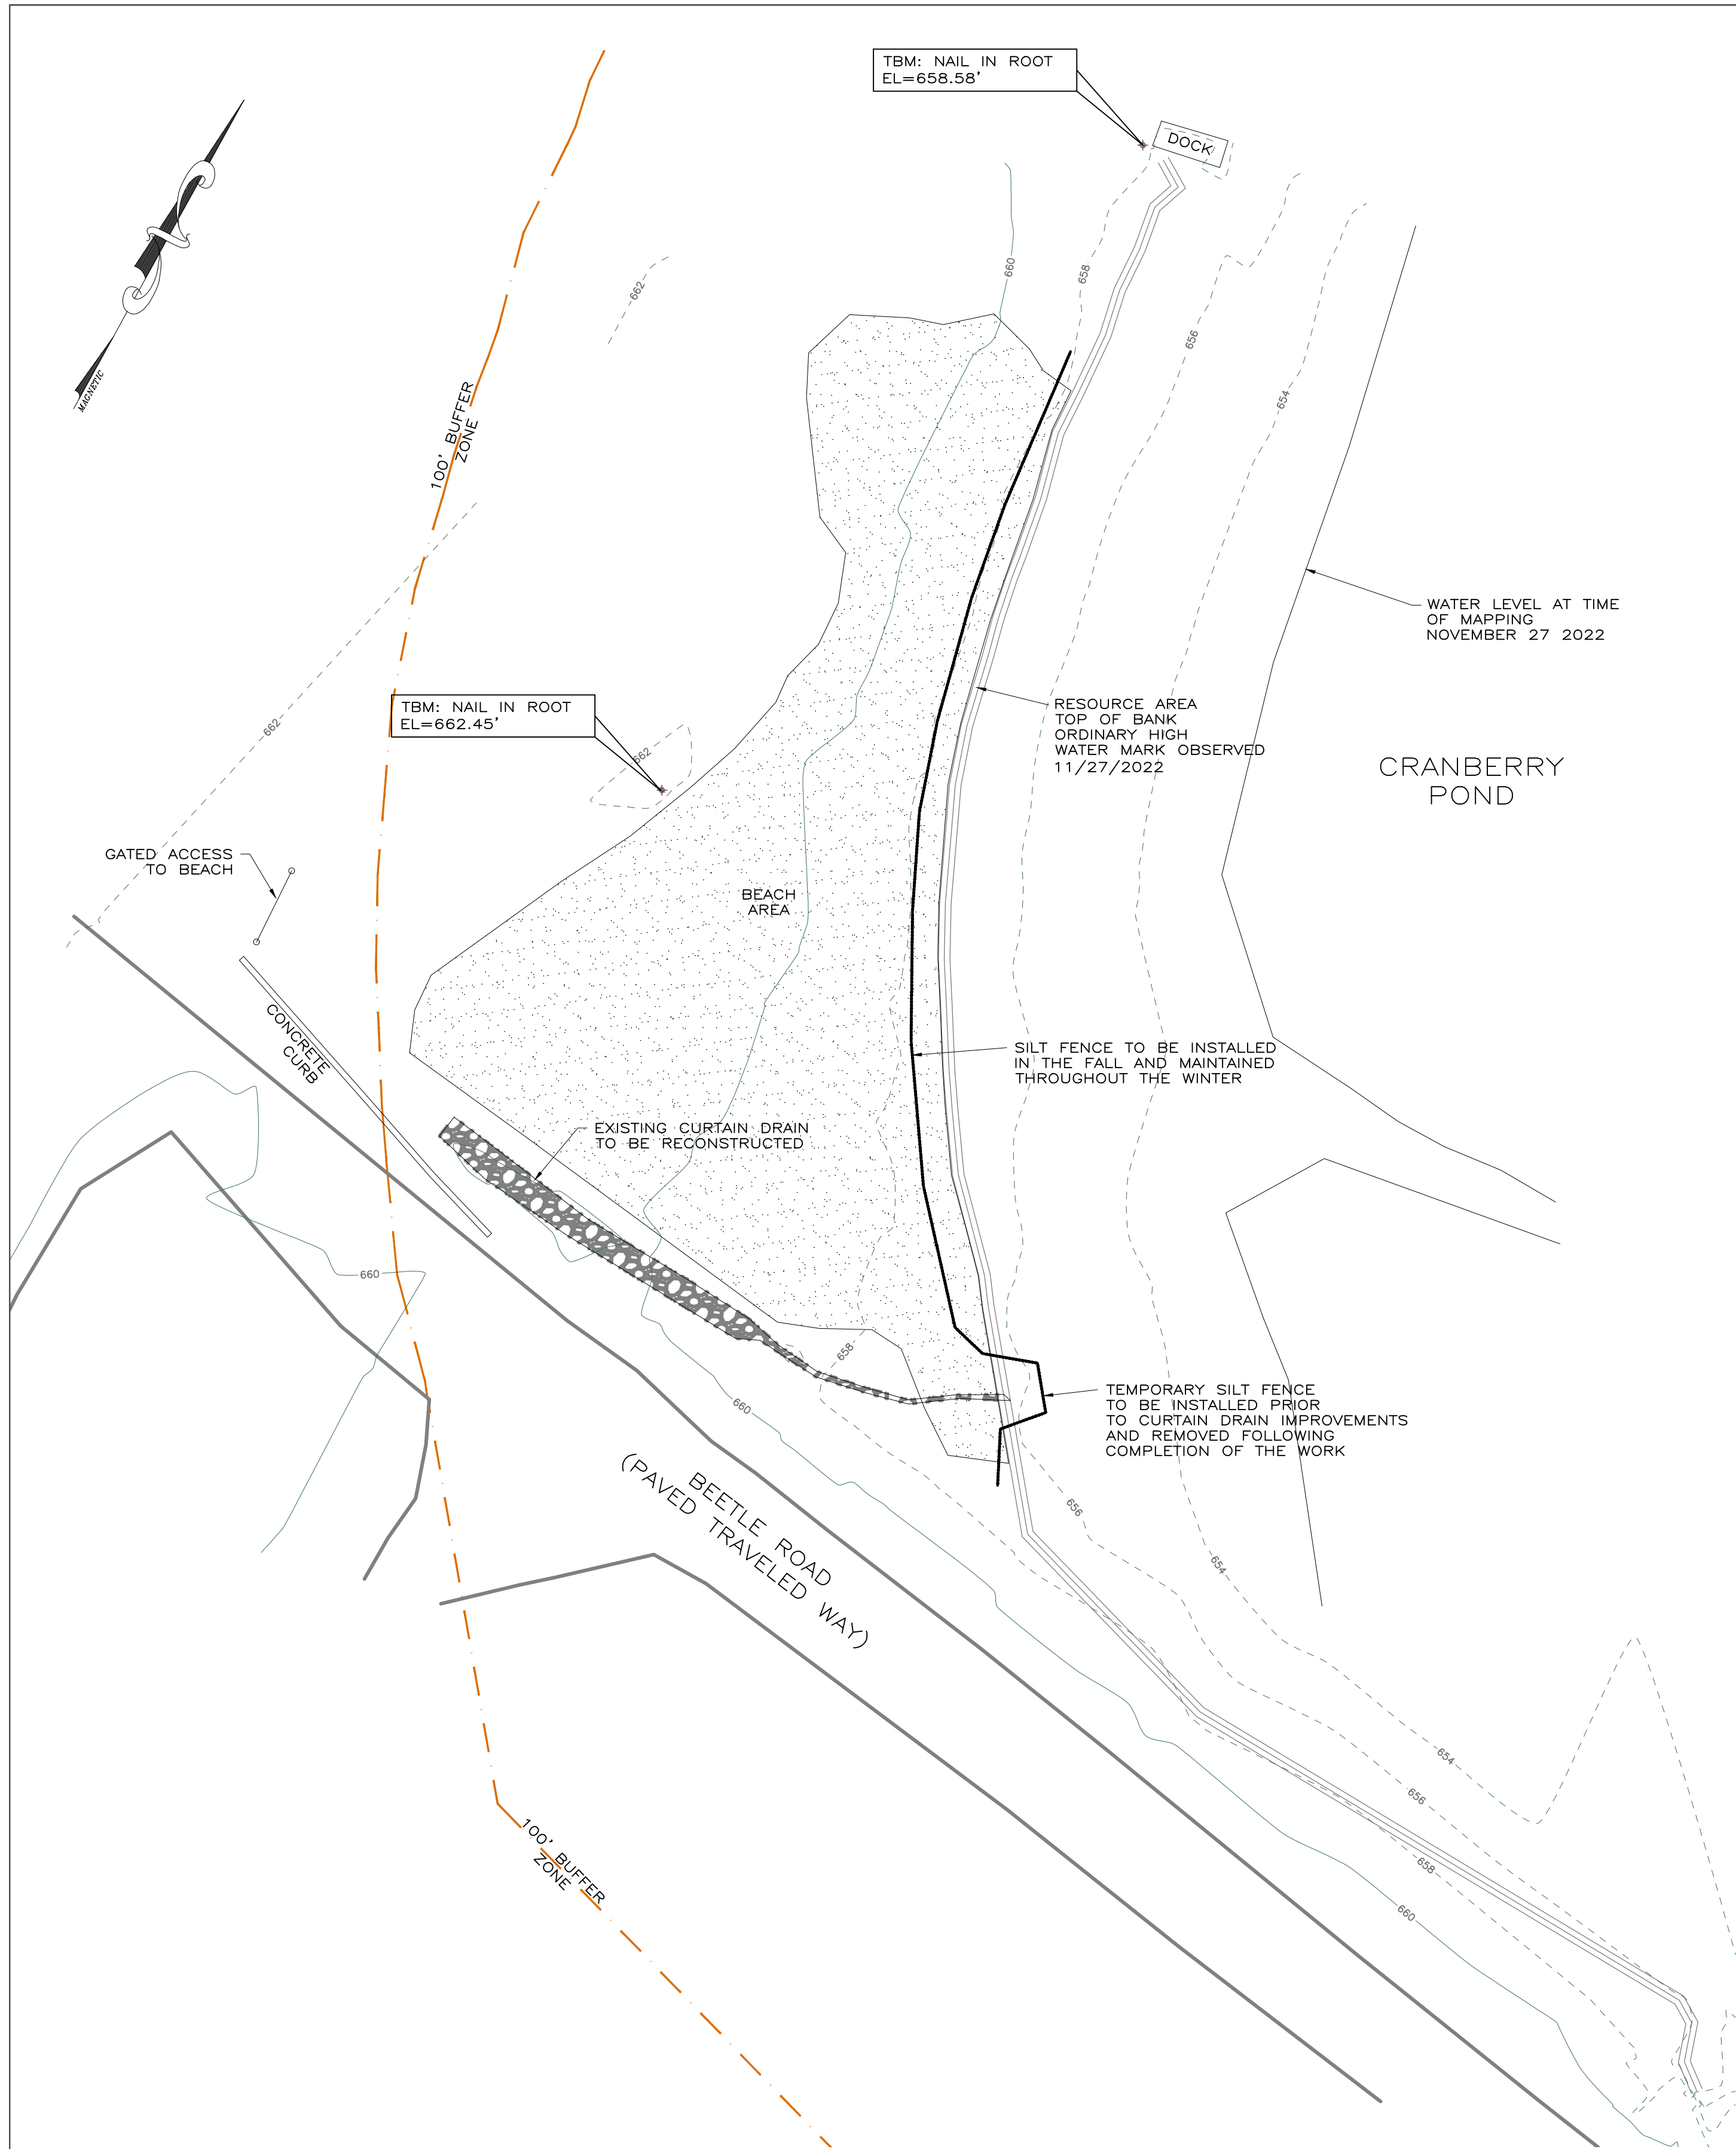 TBM: NAIL IN ROOT
EL=658.58'
DOCK
MAGNETIC
660
658
662
656
654
100' BUFFER
ZONE
WATER LEVEL AT TIME
OF MAPPING
NOVEMBER 27 2022
TBM: NAIL IN ROOT
EL=662.45'
RESOURCE AREA
TOP OF BANK
ORDINARY HIGH
WATER MARK OBSERVED
11/27/2022
662
662
CRANBERRY
POND
GATED ACCESS
TO BEACH
BEACH
AREA
CONCRETE
CURB
SILT FENCE TO BE INSTALLED
IN THE FALL AND MAINTAINED
THROUGHOUT THE WINTER
EXISTING CURTAIN DRAIN
TO BE RECONSTRUCTED
660
658
660
TEMPORARY SILT FENCE
TO BE INSTALLED PRIOR
TO CURTAIN DRAIN IMPROVEMENTS
AND REMOVED FOLLOWING
COMPLETION OF THE WORK
BEETLE ROAD
(PAVED TRAVELED WAY)
656
654
654
656
658
660
100' BUFFER
ZONE